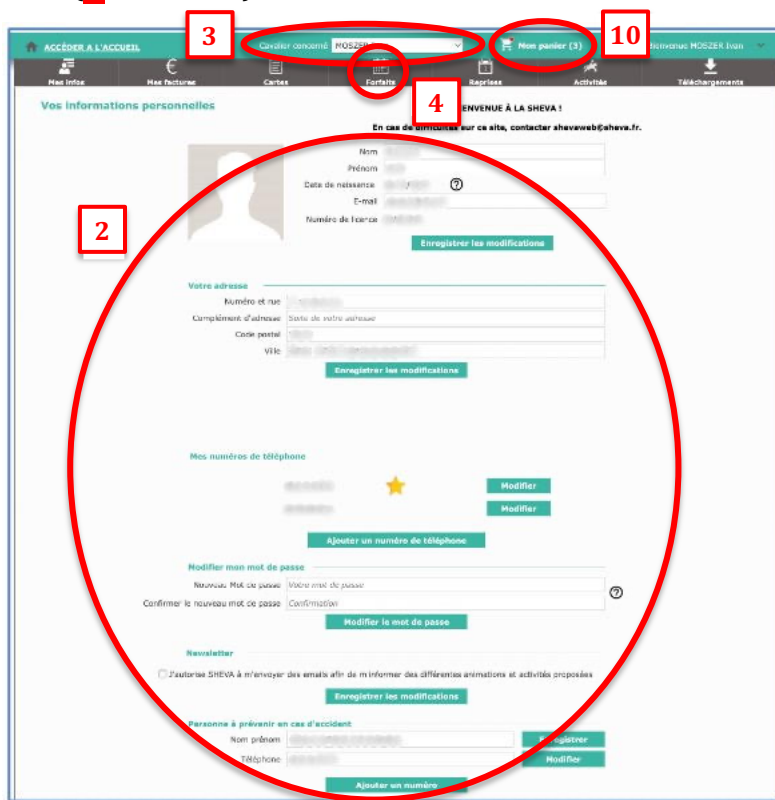 3
10
ACCÉDER A L'ACCUEIL
Cavalier concerné MOSZER
Mon panier (3)
Bienvenue MOSZER Ivan
Mes infos
Mes factures
Cartes
Forfaits
Reprises
Activités
Téléchargements
4
Vos informations personnelles
ENVENUE À LA SHEVA !
En cas de difficultés sur ce site, contacter shevaweb@sheva.fr.
Nom
Prénom
Date de naissance
E-mail
2
Numéro de licence
Enregistrer les modifications
Votre adresse
Numéro et rue
Complément d'adresse Suite de votre adresse
Code postal
Ville
Enregistrer les modifications
Mes numéros de téléphone
Modifier
Modifier
Ajouter un numéro de téléphone
Modifier mon mot de passe
Nouveau Mot de passe Votre mot de passe
Confirmer le nouveau mot de passe Confirmation
Modifier le mot de passe
Newsletter
J'autorise SHEVA à m'envoyer des emails afin de m'informer des différentes animations et activités proposées
Enregistrer les modifications
Personne à prévenir en cas d'accident
Nom prénom
Enregistrer
Téléphone
Modifier
Ajouter un numéro